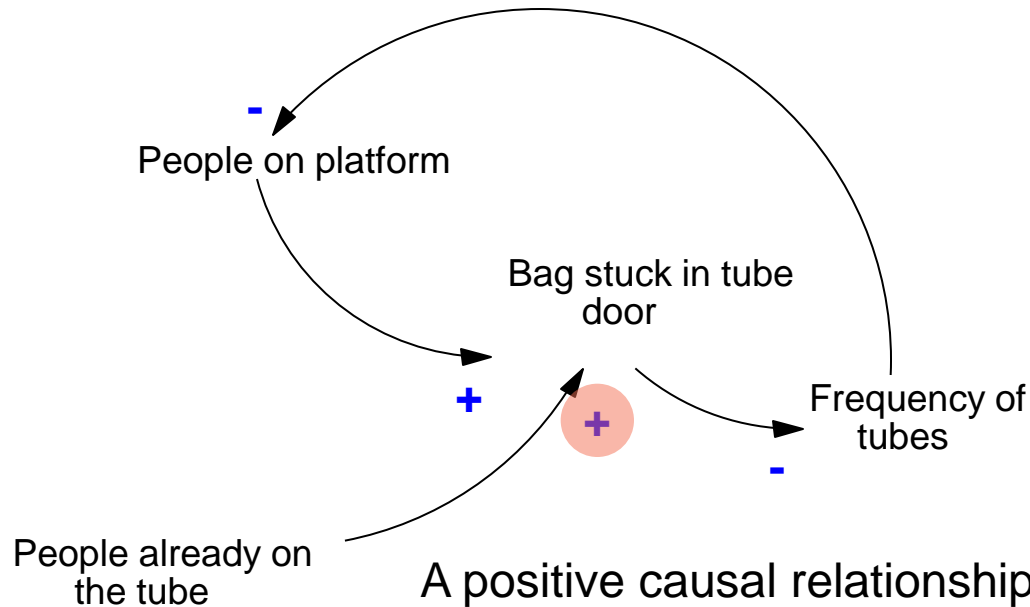 -
People on platform
Bag stuck in tube
door
+
+
Frequency of
tubes
-
People already on
the tube
A positive causal relationship